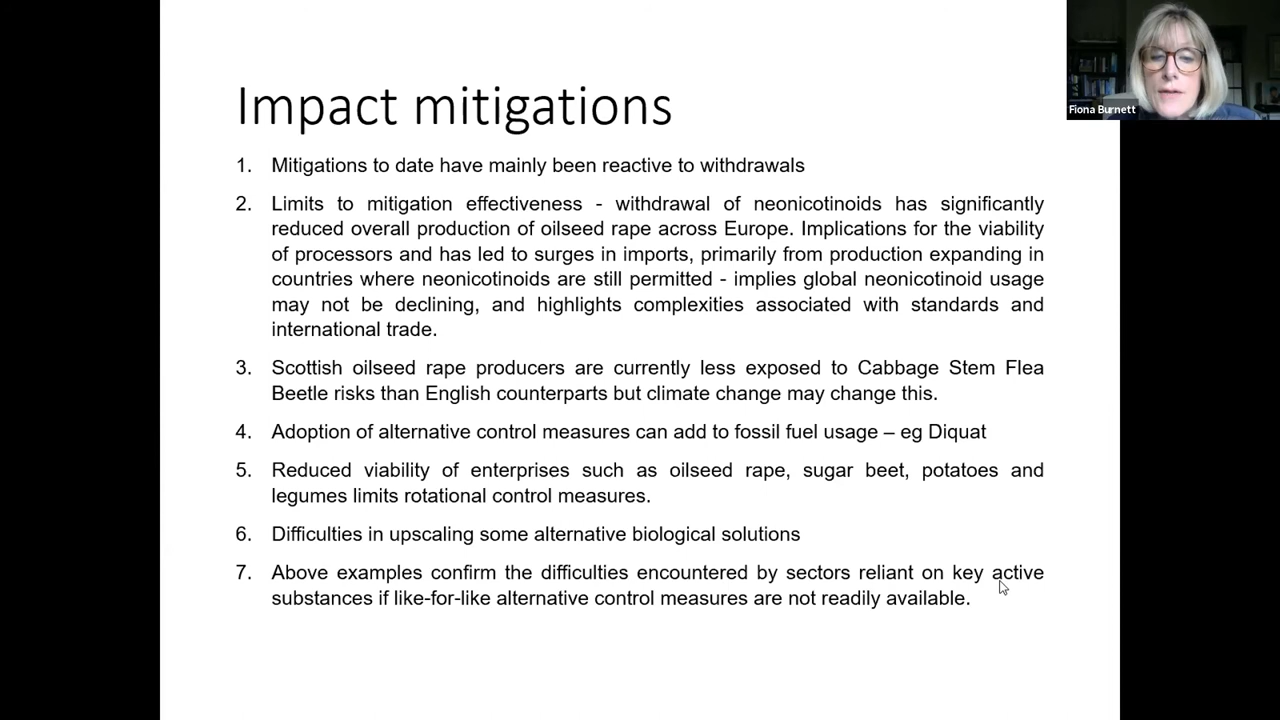 Impact mitigations
Fiona Burnett
1. Mitigations to date have mainly been reactive to withdrawals
2. Limits to mitigation effectiveness - withdrawal of neonicotinoids has significantly
reduced overall production of oilseed rape across Europe. Implications for the viability
of processors and has led to surges in imports, primarily from production expanding in
countries where neonicotinoids are still permitted - implies global neonicotinoid usage
may not be declining, and highlights complexities associated with standards and
international trade.
3. Scottish oilseed rape producers are currently less exposed to Cabbage Stem Flea
Beetle risks than English counterparts but climate change may change this.
4. Adoption of alternative control measures can add to fossil fuel usage – eg Diquat
5. Reduced viability of enterprises such as oilseed rape, sugar beet, potatoes and
legumes limits rotational control measures.
6. Difficulties in upscaling some alternative biological solutions
7. Above examples confirm the difficulties encountered by sectors reliant on key active
substances if like-for-like alternative control measures are not readily available.